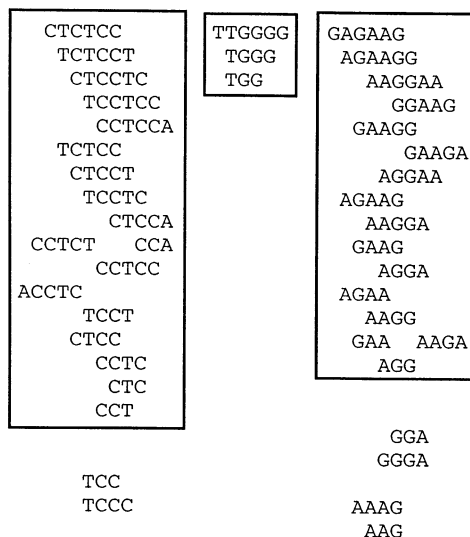 CTCTCC
TCTCCT
CTCCTC
TCCTCC
CCTCCA
TCTCC
CTCCT
TCCTC
CTCCA
CCTCT CCA
CCTCC
ACCTC
TCCT
CTCC
CCTC
CTC
CCT
TCC
TCCC
TTGGGG
TGGG
TGG
GAGAAG
AGAAGG
AAGGAA
GGAAG
GAAGG
GAAGA
AGGAA
AGAAG
AAGGA
GAAG
AGGA
AGAA
AAGG
GAA AAGA
AGG
GGA
GGGA
AAAG
AAG